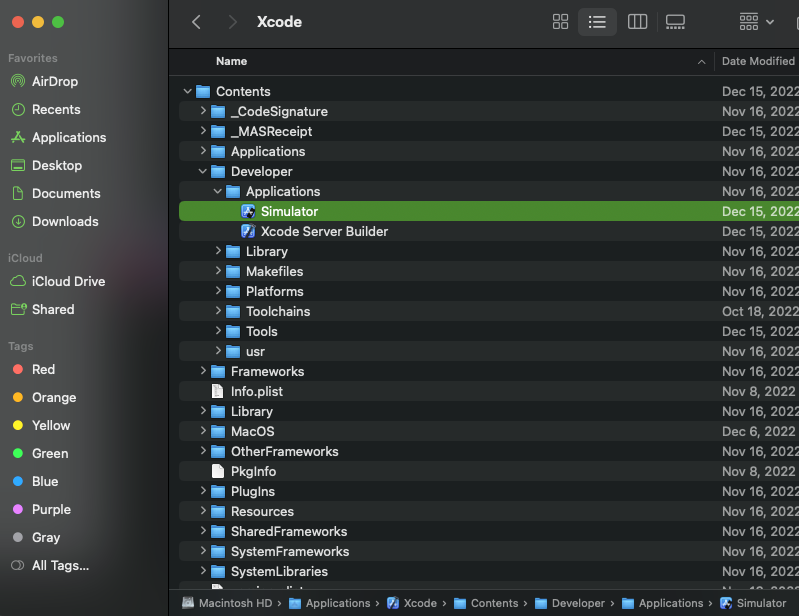 Xcode
Favorites
AirDrop
Recents
Applications
Desktop
Documents
Downloads
iCloud
iCloud Drive
Shared
Tags
Red
Orange
Yellow
Green
Blue
Purple
Gray
All Tags...
Name Date Modified
Contents Dec 15, 2022
_CodeSignature Nov 16, 2022
_MASReceipt Dec 15, 2022
Applications Nov 16, 2022
Developer Nov 16, 2022
Applications Nov 16, 2022
Simulator Dec 15, 2022
Xcode Server Builder Dec 15, 2022
Library Nov 16, 2022
Makefiles Nov 16, 2022
Platforms Nov 16, 2022
Toolchains Oct 18, 2022
Tools Dec 15, 2022
usr Nov 16, 2022
Frameworks Nov 16, 2022
Info.plist Nov 8, 2022
Library Nov 16, 2022
MacOS Dec 6, 2022
OtherFrameworks Nov 16, 2022
PkgInfo Nov 8, 2022
PlugIns Nov 16, 2022
Resources Nov 16, 2022
SharedFrameworks Nov 16, 2022
SystemFrameworks Nov 16, 2022
SystemLibraries Nov 16, 2022
Macintosh HD › Applications › Xcode › Contents › Developer › Applications › Simulator